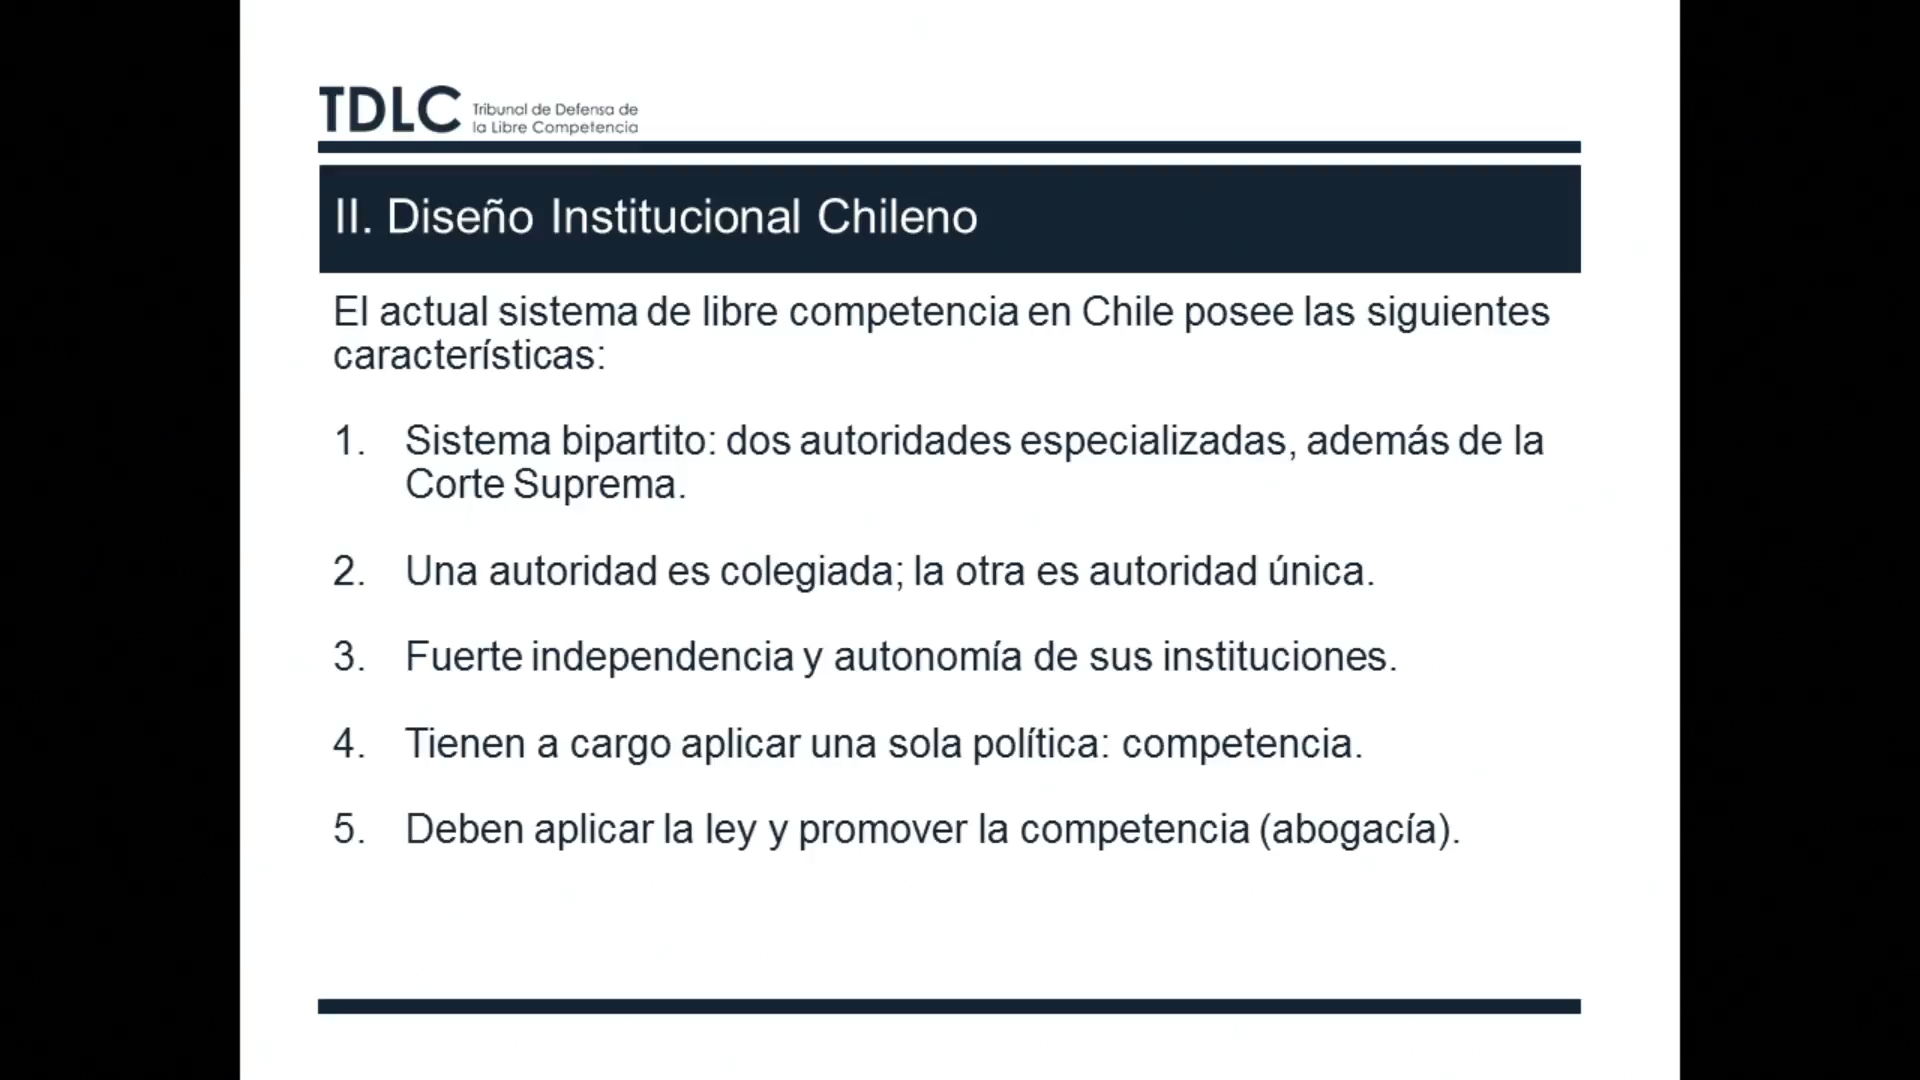 TDLC
Tribunal de Defensa de
la Libre Competencia
II. Diseño Institucional Chileno
El actual sistema de libre competencia en Chile posee las siguientes
características:
1. Sistema bipartito: dos autoridades especializadas, además de la
Corte Suprema.
2. Una autoridad es colegiada; la otra es autoridad única.
3. Fuerte independencia y autonomía de sus instituciones.
4. Tienen a cargo aplicar una sola política: competencia.
5. Deben aplicar la ley y promover la competencia (abogacía).